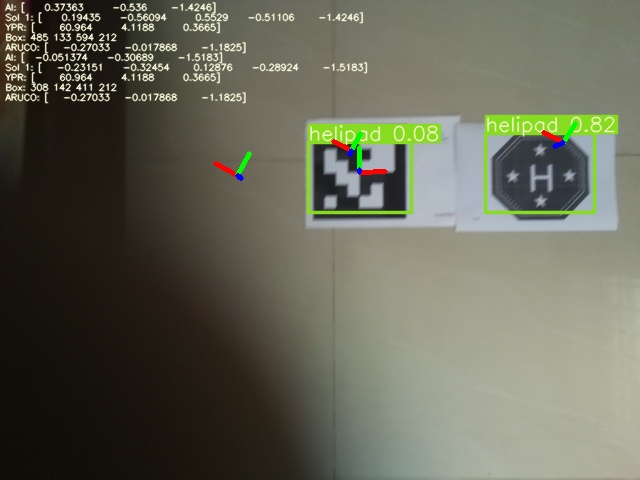 AI: [ 0.37363 -0.536 -1.4246]
Sol 1: [ 0.19435 -0.56094 0.5529 -0.51106 -1.4246]
YPR: [ 60.964 4.1188 0.3665]
Box: 485 133 594 212
ARUCO: [ -0.27033 -0.017868 -1.1825]
AI: [ -0.051374 -0.30689 -1.5183]
Sol 1: [ -0.23151 -0.32454 0.12876 -0.28924 -1.5183]
YPR: [ 60.964 4.1188 0.3665]
Box: 308 142 411 212
ARUCO: [ -0.27033 -0.017868 -1.1825]
helipad 0.08
helipad 0.82
H